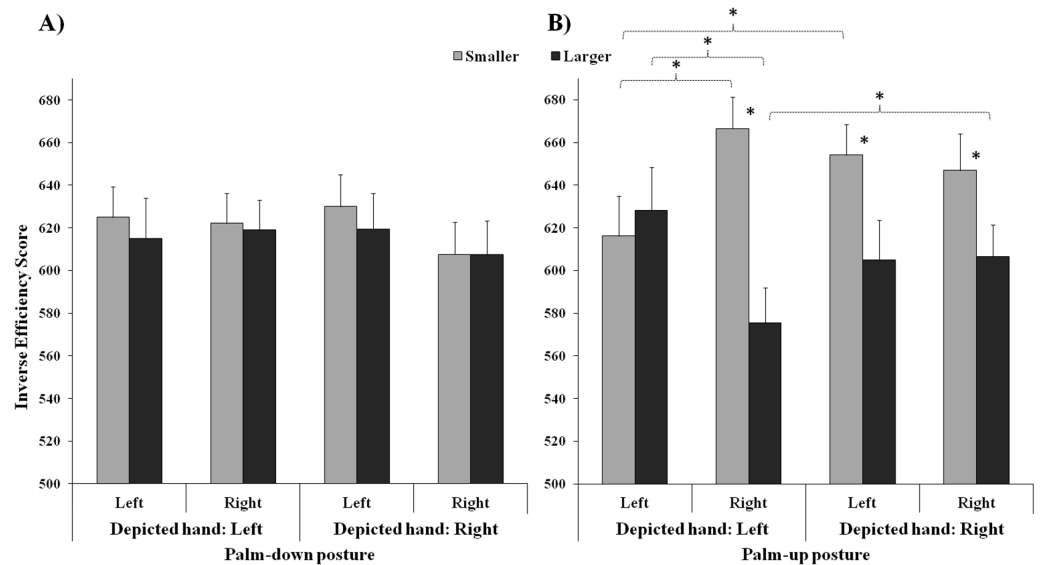 A)
B)
*
Smaller
Larger
*
*
Inverse Efficiency Score
680
660
640
620
600
580
560
540
520
500
Left
Right
Left
Right
Depicted hand: Left
Depicted hand: Right
Palm-down posture
680
660
640
620
600
580
560
540
520
500
*
*
*
*
Left
Right
Left
Right
Depicted hand: Left
Depicted hand: Right
Palm-up posture